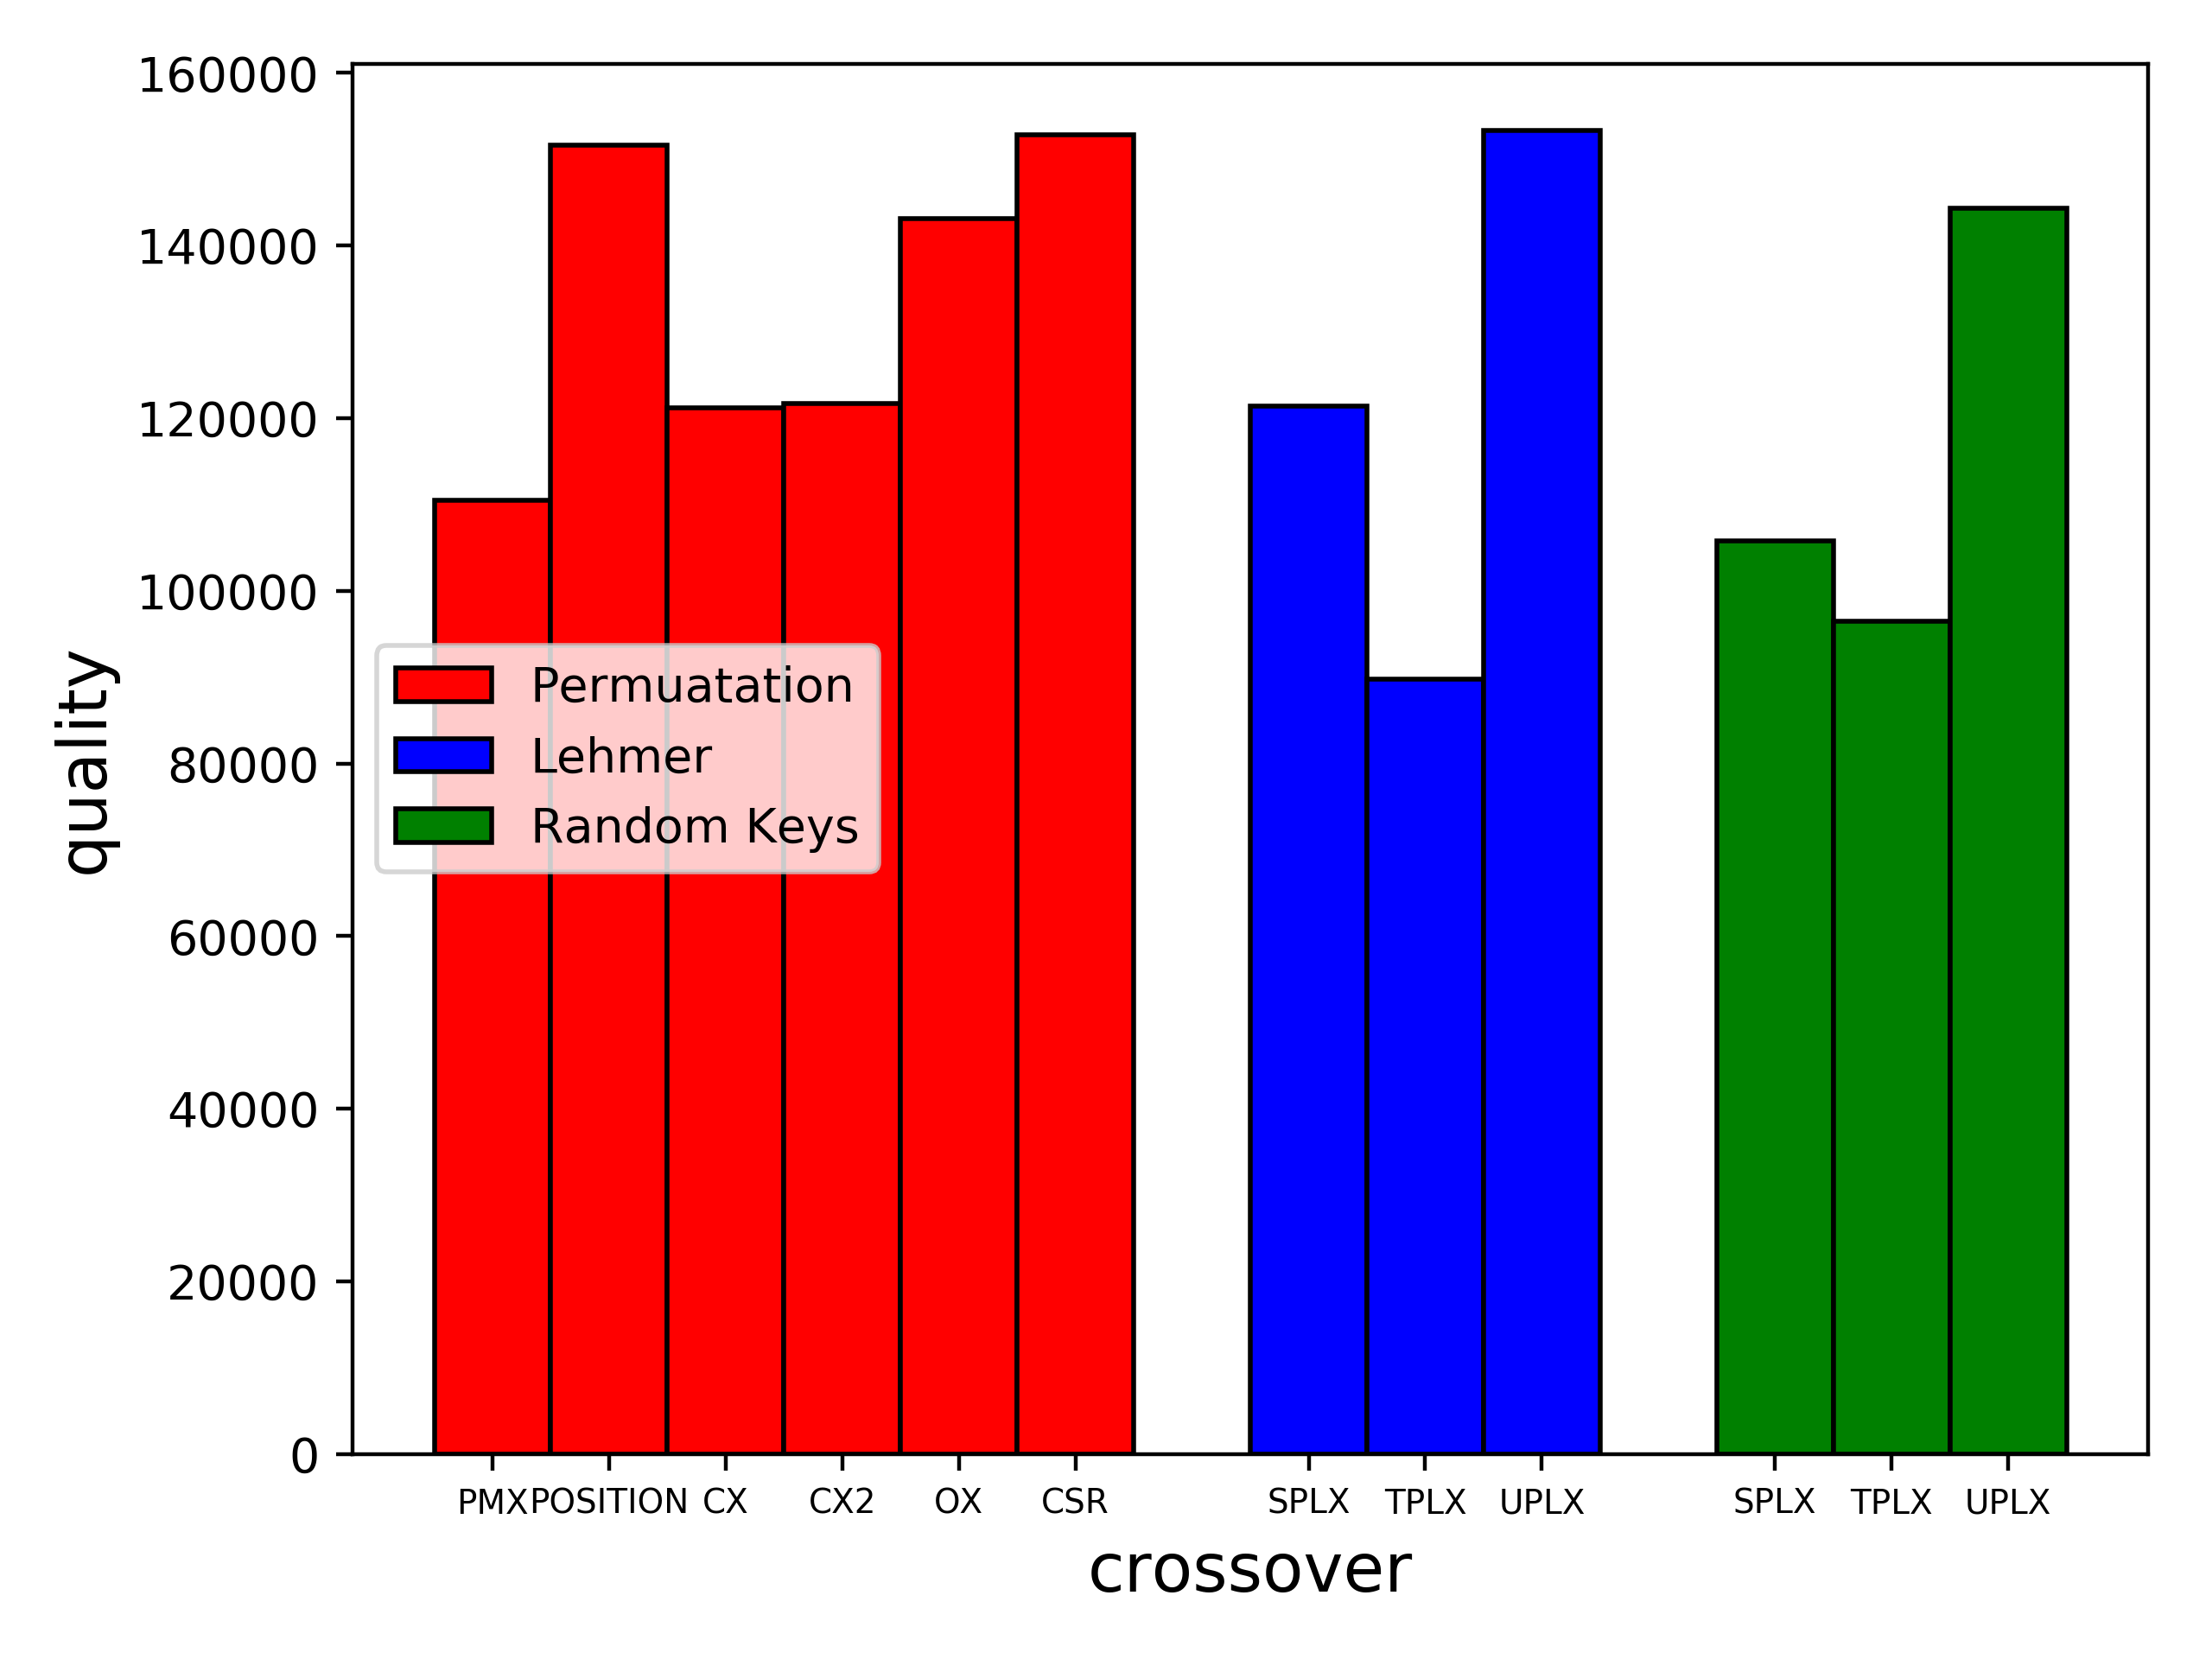 160000
140000
120000
100000
80000
60000
40000
20000
0
quality
Permuatation
Lehmer
Random Keys
PMX POSITION CX CX2 OX CSR SPLX TPLX UPLX SPLX TPLX UPLX
crossover